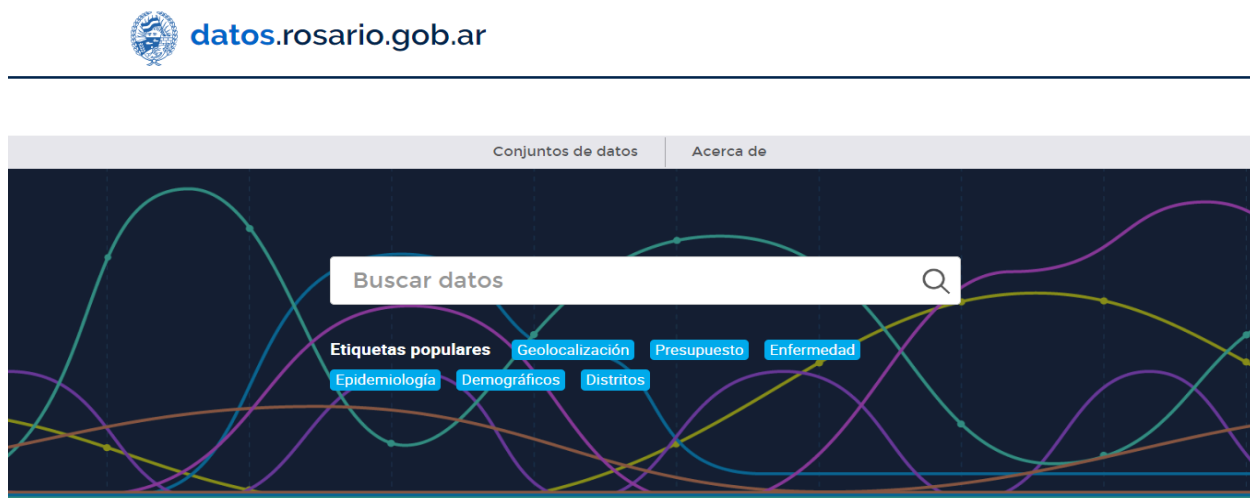 datos.rosario.gob.ar
Conjuntos de datos Acerca de
Buscar datos
Etiquetas populares Geolocalización Presupuesto Enfermedad
Epidemiología Demográficos Distritos